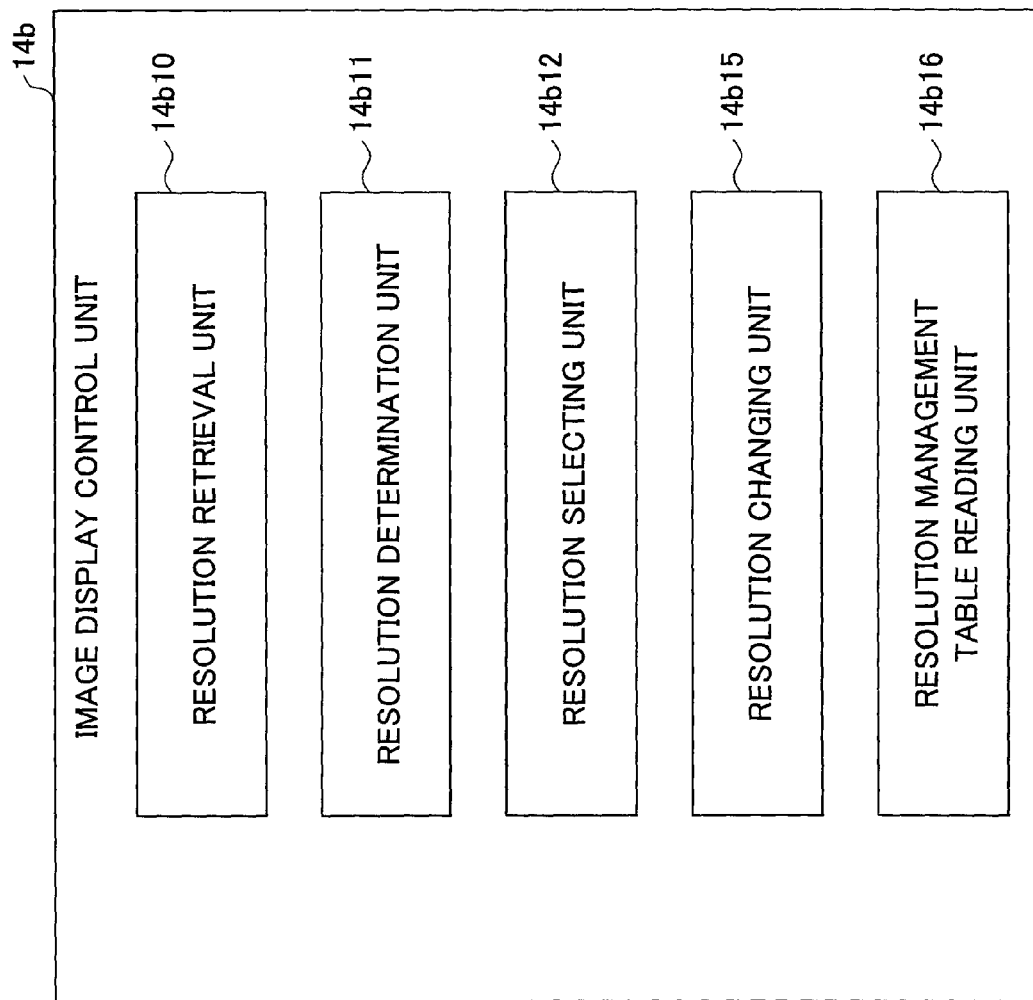 14b
IMAGE DISPLAY CONTROL UNIT
RESOLUTION RETRIEVAL UNIT
14b10
RESOLUTION DETERMINATION UNIT
14b11
RESOLUTION SELECTING UNIT
14b12
RESOLUTION CHANGING UNIT
14b15
RESOLUTION MANAGEMENT
TABLE READING UNIT
14b16